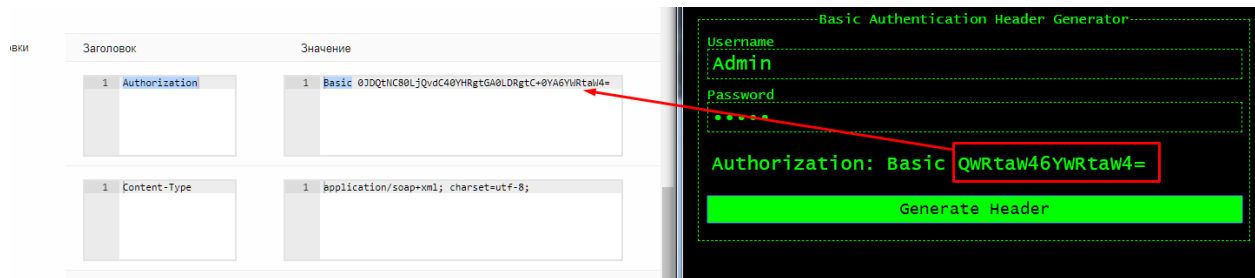 овки
Заголовок
Значение
1 Authorization
1 Basic 0JDQtNC80LjQvdC40YHRgtGA0LDRgtC+0YA6YWRtaW4=
1 Content-Type
1 application/soap+xml; charset=utf-8;
Basic Authentication Header Generator
Username
Admin
Password
•••••
Authorization: Basic QWRtaW46YWRtaW4=
Generate Header